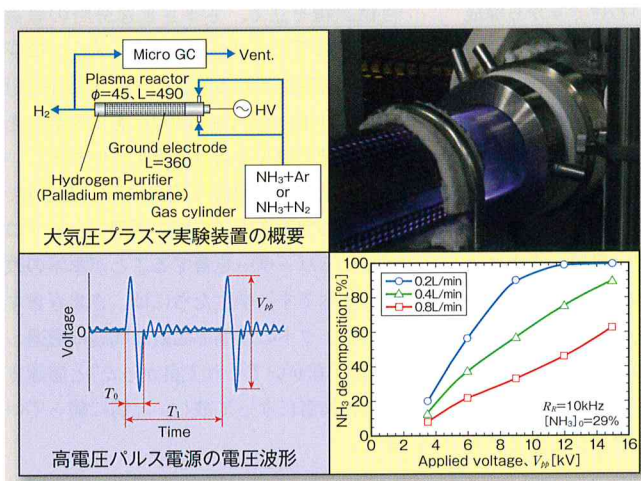 Micro GC
Vent.
Plasma reactor
φ=45、L=490
H₂
HV
Ground electrode
L=360
Hydrogen Purifier
(Palladium membrane)
NH₃+Ar
or
NH₃+N₂
Gas cylinder
大気圧プラズマ実験装置の概要
Voltage
0
Vpp
T₀
T₁
Time
高電圧パルス電源の電圧波形
NH₃ decomposition[%]
100
80
60
40
20
0
0.2L/min
0.4L/min
0.8L/min
R_R=10kHz
[NH₃]₀=29%
0 2 4 6 8 10 12 14 16
Applied voltage、Vpp[kV]